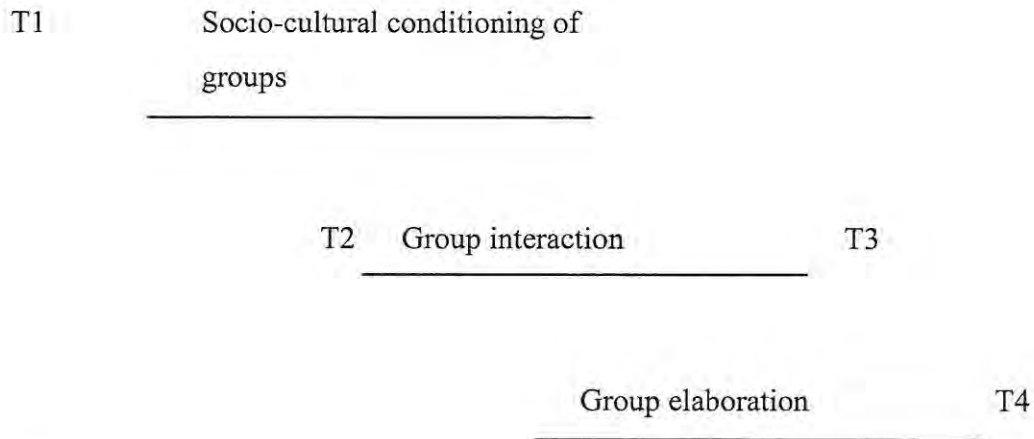 T1 Socio-cultural conditioning of
groups
T2 Group interaction T3
Group elaboration T4